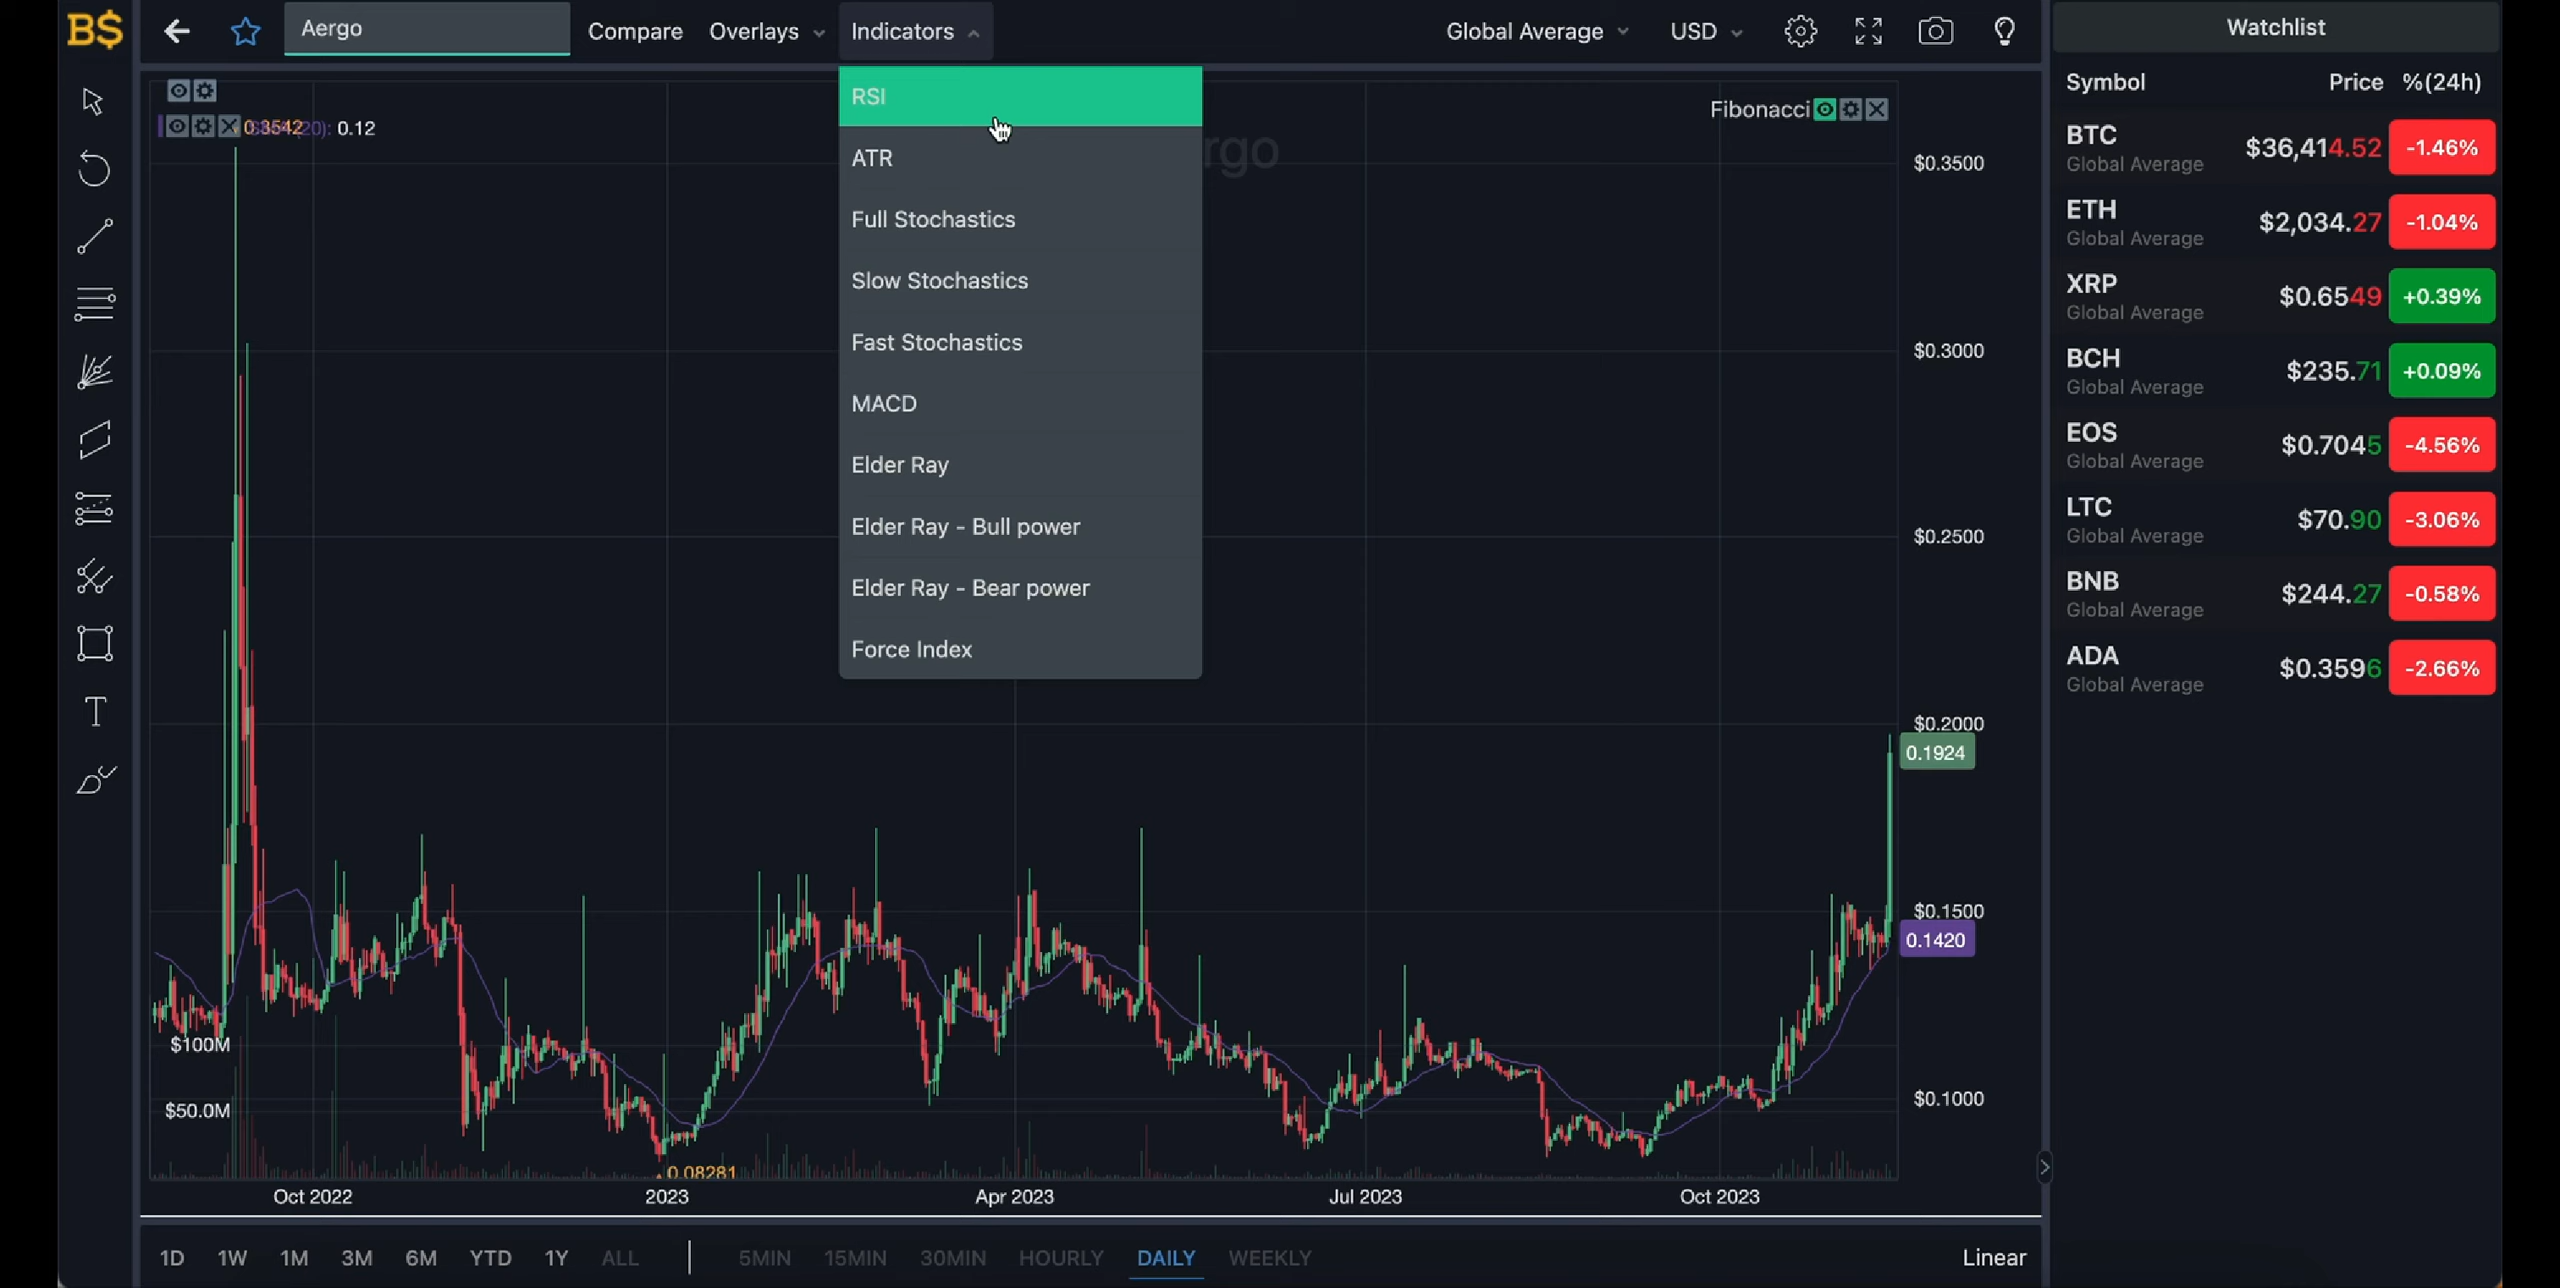 B$
Aergo Compare Overlays Indicators Global Average USD
RSI
ATR
Full Stochastics
Slow Stochastics
Fast Stochastics
MACD
Elder Ray
Elder Ray - Bull power
Elder Ray - Bear power
Force Index
0.3542
(20): 0.12
rgo
Fibonacci
$0.3500
$0.3000
$0.2500
$0.2000
0.1924
$0.1500
0.1420
$0.1000
$100M
$50.0M
0.08281
Oct 2022 2023 Apr 2023 Jul 2023 Oct 2023
1D 1W 1M 3M 6M YTD 1Y ALL 5MIN 15MIN 30MIN HOURLY DAILY WEEKLY Linear
Watchlist
Symbol Price %(24h)
BTC $36,414.52 -1.46%
Global Average
ETH $2,034.27 -1.04%
Global Average
XRP $0.6549 +0.39%
Global Average
BCH $235.71 +0.09%
Global Average
EOS $0.7045 -4.56%
Global Average
LTC $70.90 -3.06%
Global Average
BNB $244.27 -0.58%
Global Average
ADA $0.3596 -2.66%
Global Average